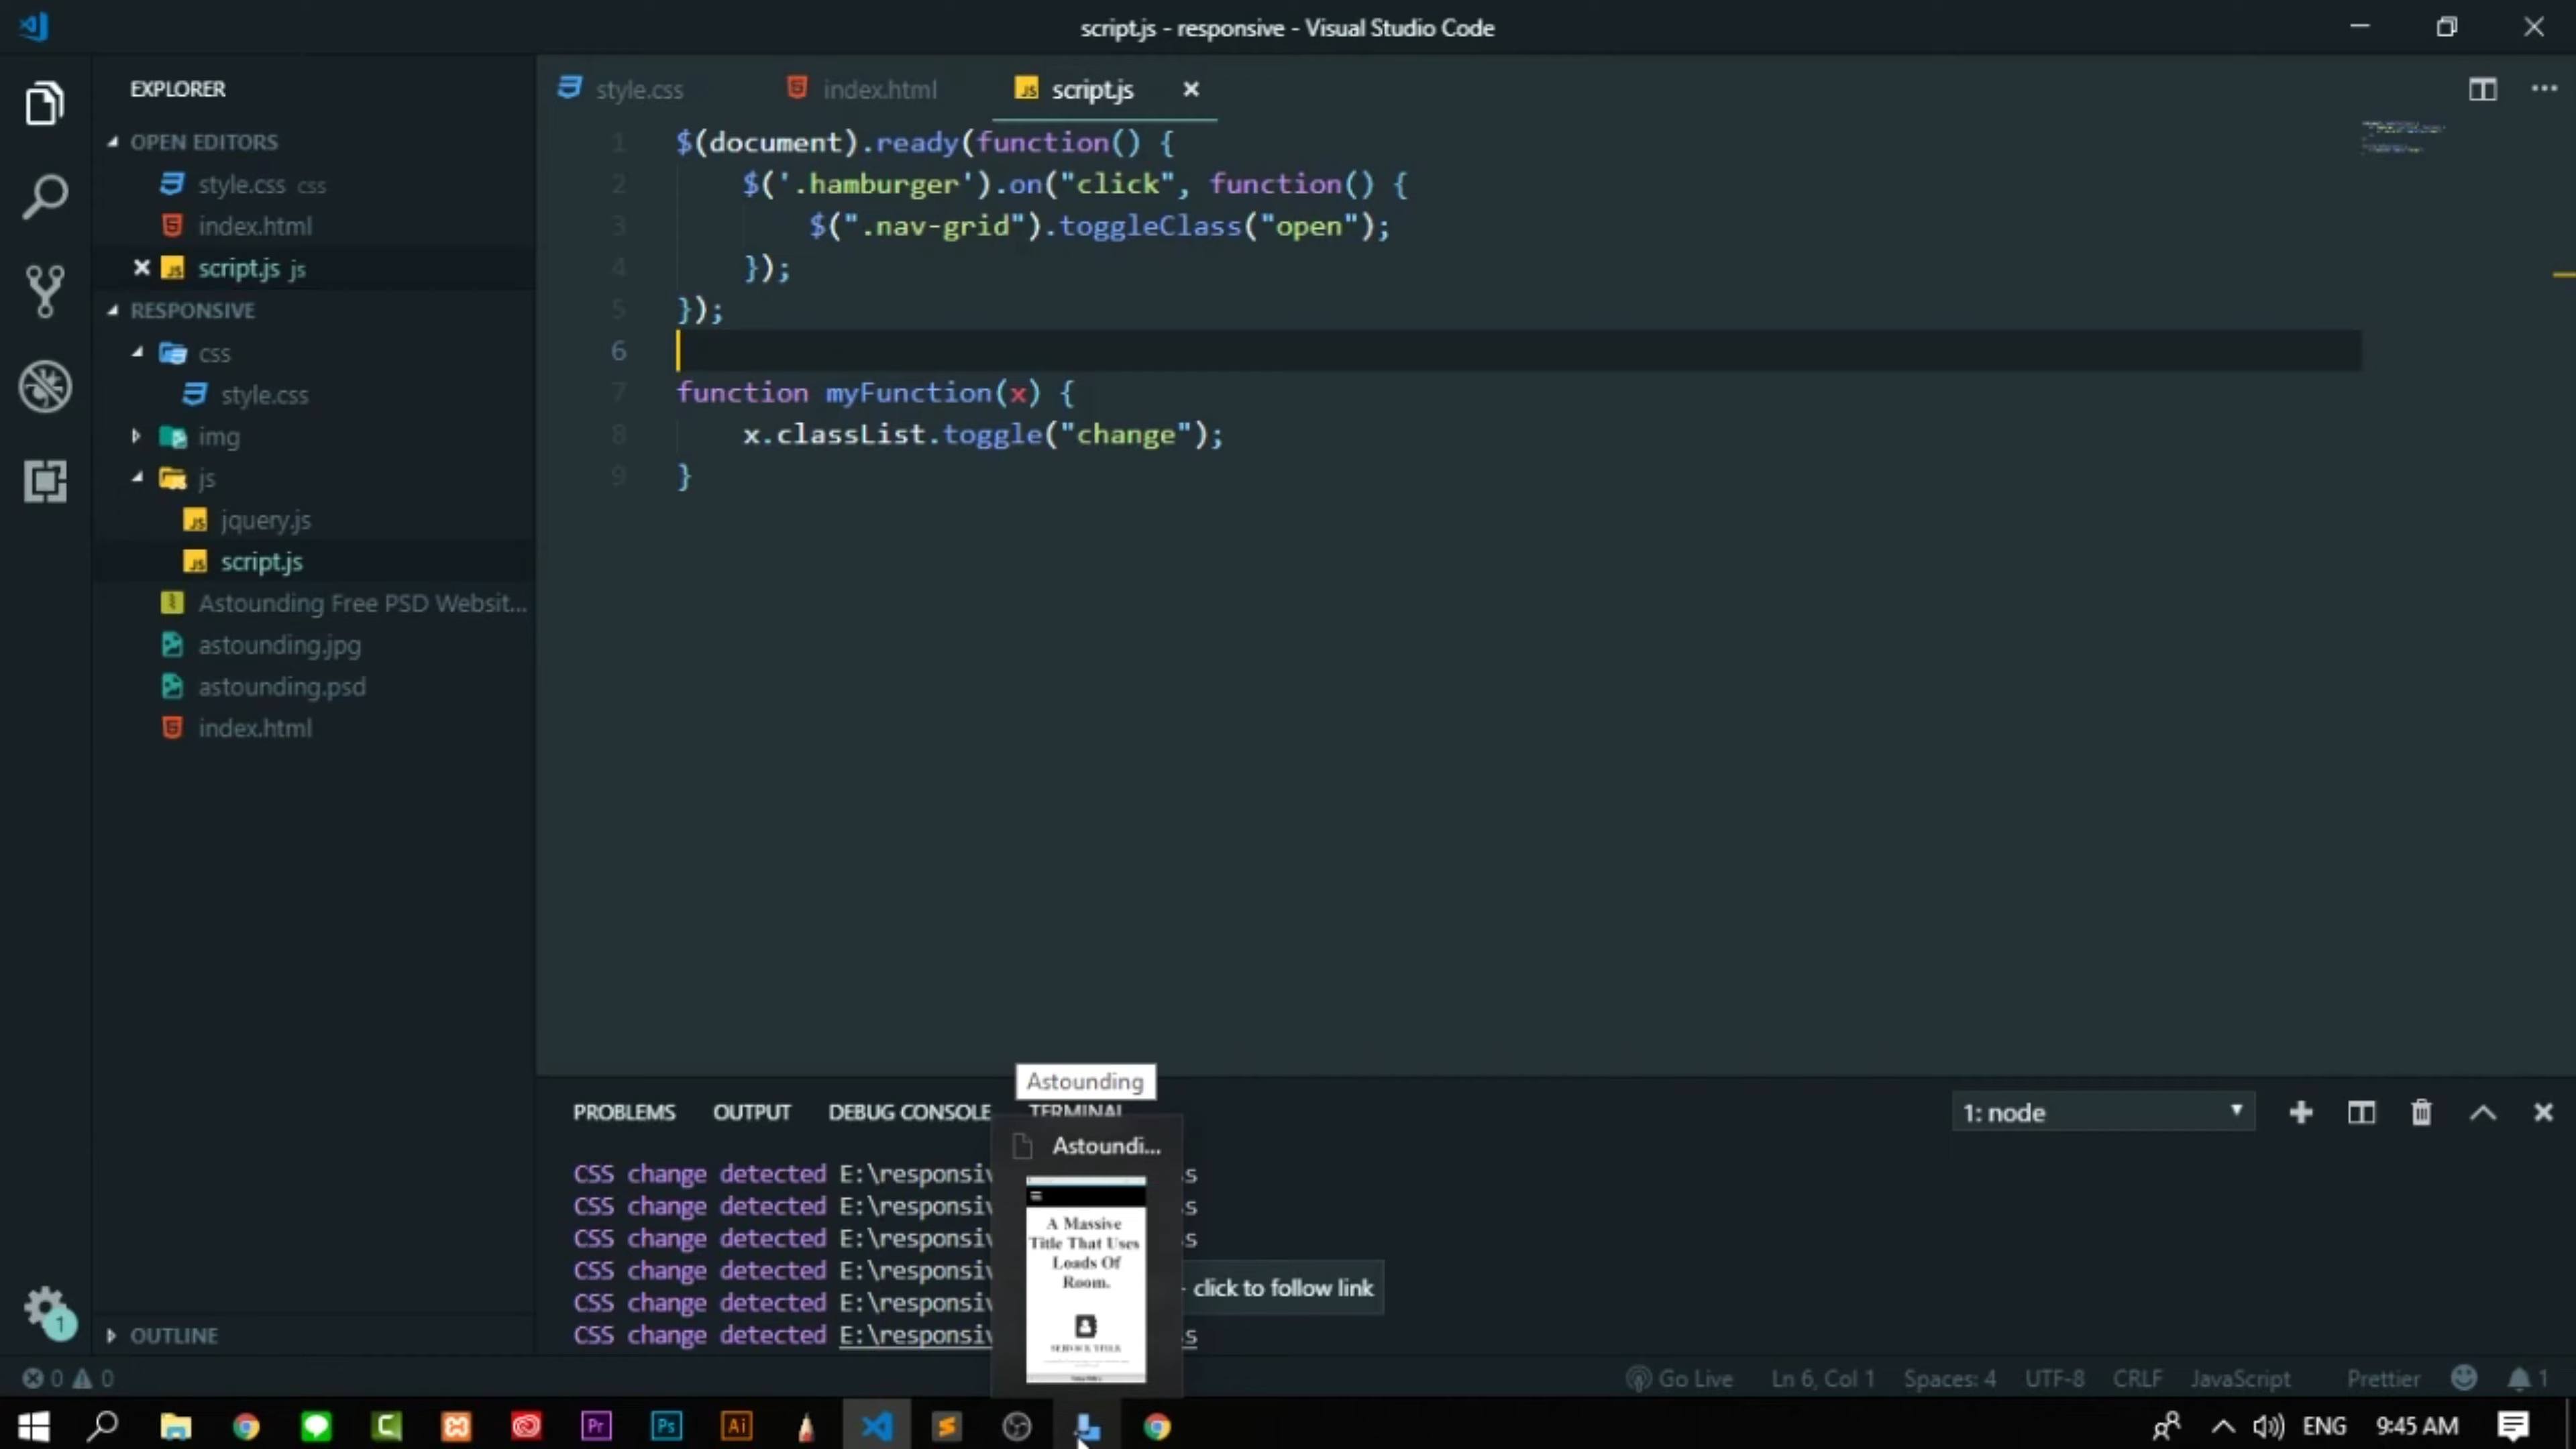 script.js - responsive - Visual Studio Code
EXPLORER
OPEN EDITORS
style.css css
index.html
script.js js
RESPONSIVE
css
style.css
img
js
jquery.js
script.js
Astounding Free PSD Websit...
astounding.jpg
astounding.psd
index.html
OUTLINE
style.css
index.html
script.js
1 $(document).ready(function() {
2 $('.hamburger').on("click", function() {
3 $(".nav-grid").toggleClass("open");
4 });
5 });
6
7 function myFunction(x) {
8 x.classList.toggle("change");
9 }
Astounding
PROBLEMS OUTPUT DEBUG CONSOLE TERMINAL
1: node
CSS change detected E:\responsiv s
CSS change detected E:\responsiv s
CSS change detected E:\responsiv s
CSS change detected E:\responsiv
CSS change detected E:\responsiv
CSS change detected E:\responsiv s
Astoundi...
A Massive
Title That Uses
Loads Of
Room.
SERVICE TITLE
click to follow link
1
0 0
Go Live Ln 6, Col 1 Spaces: 4 UTF-8 CRLF JavaScript Prettier 1
Pr Ps Ai
ENG 9:45 AM